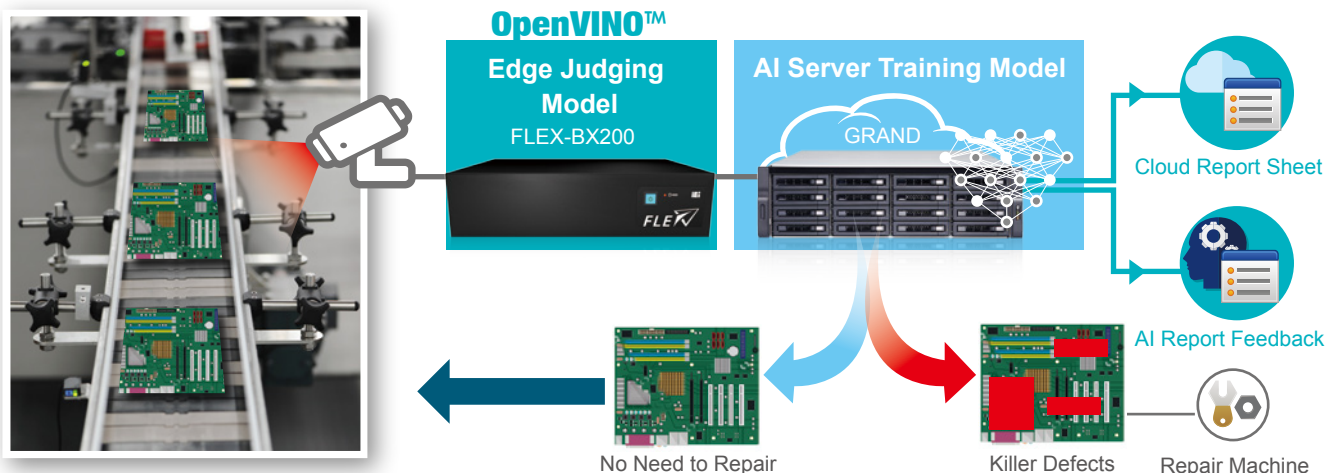 OpenVINO™
Edge Judging
Model
FLEX-BX200
FLEX
AI Server Training Model
GRAND
Cloud Report Sheet
AI Report Feedback
No Need to Repair
Killer Defects
Repair Machine